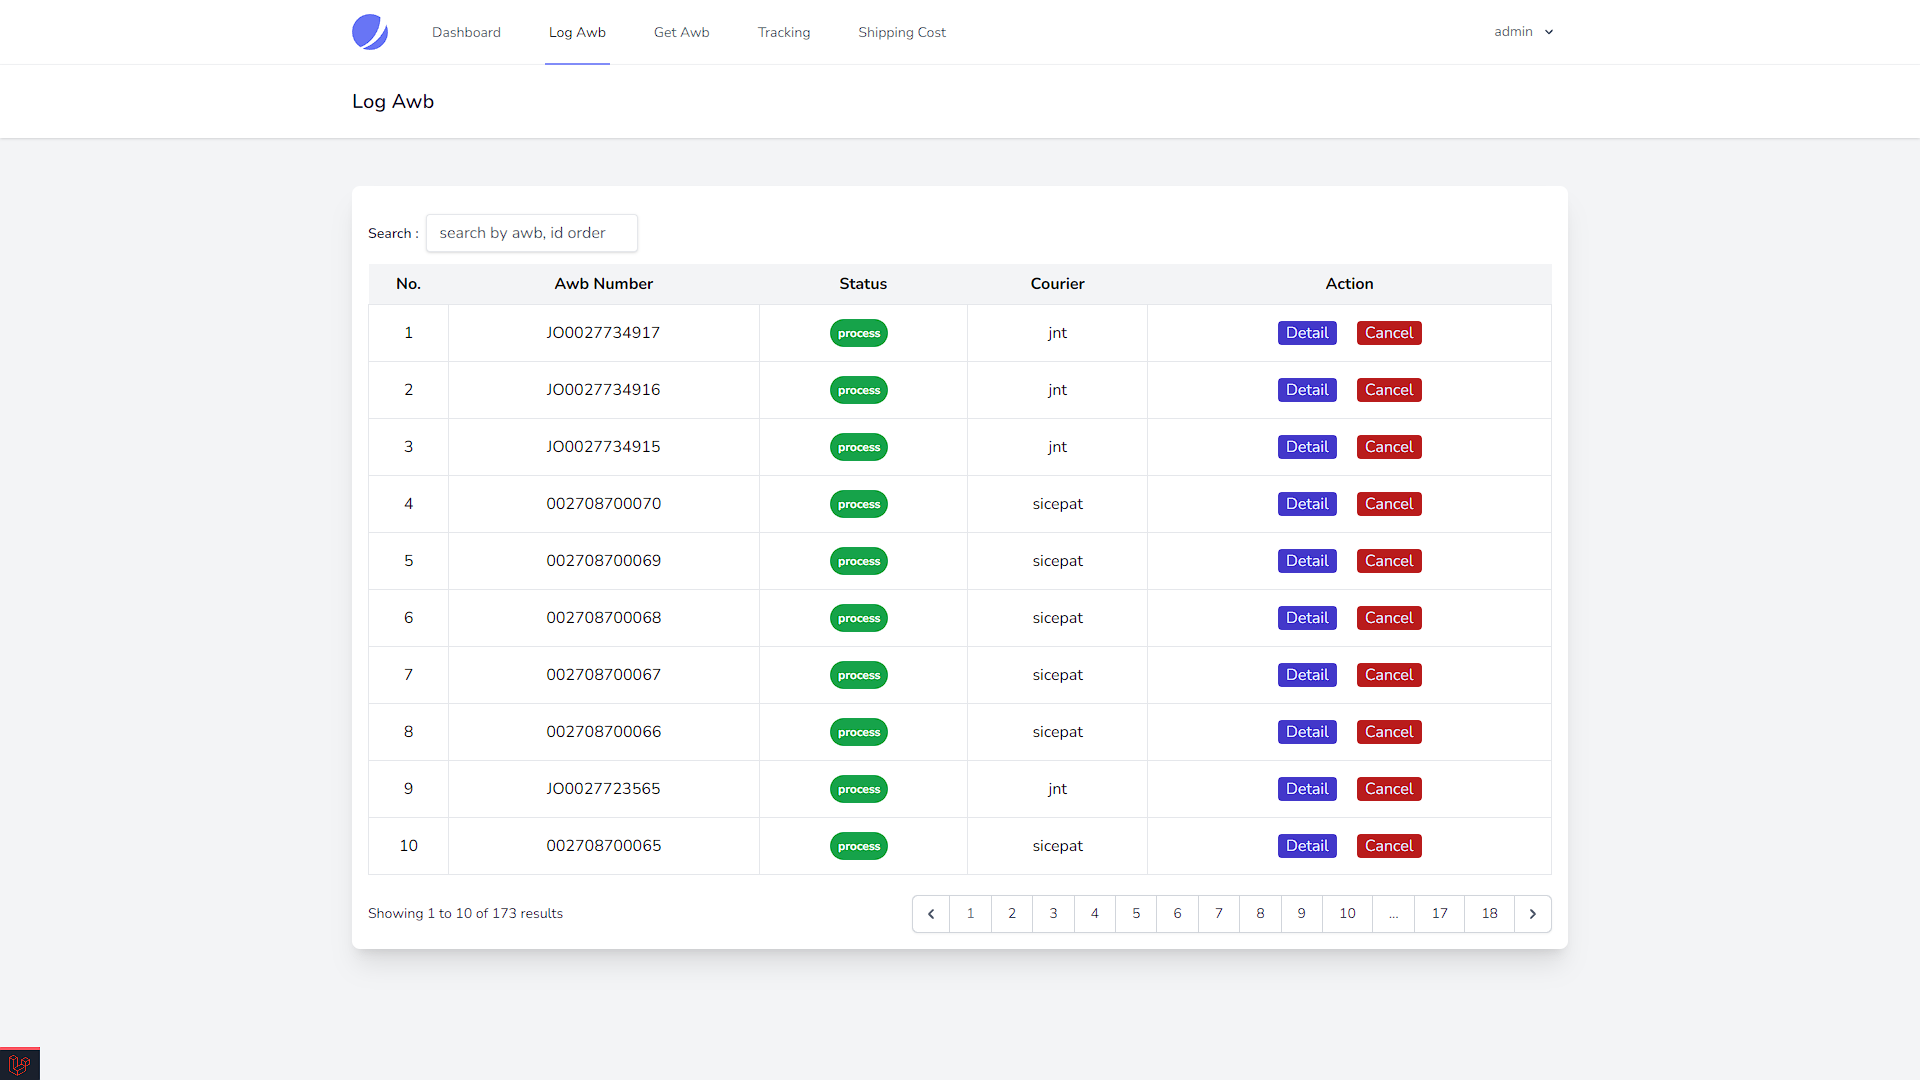 Dashboard Log Awb Get Awb Tracking Shipping Cost admin
Log Awb
Search : search by awb, id order
No. Awb Number Status Courier Action
1 JO0027734917 process jnt Detail Cancel
2 JO0027734916 process jnt Detail Cancel
3 JO0027734915 process jnt Detail Cancel
4 002708700070 process sicepat Detail Cancel
5 002708700069 process sicepat Detail Cancel
6 002708700068 process sicepat Detail Cancel
7 002708700067 process sicepat Detail Cancel
8 002708700066 process sicepat Detail Cancel
9 JO0027723565 process jnt Detail Cancel
10 002708700065 process sicepat Detail Cancel
Showing 1 to 10 of 173 results 1 2 3 4 5 6 7 8 9 10 ... 17 18